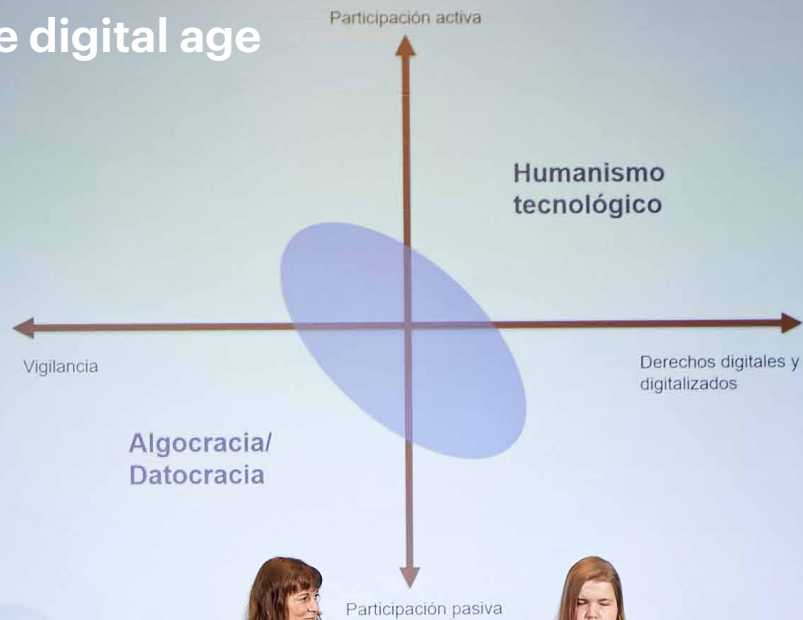 e digital age
Participación activa
Humanismo
tecnológico
Vigilancia
Derechos digitales y
digitalizados
Algocracia/
Datocracia
Participación pasiva